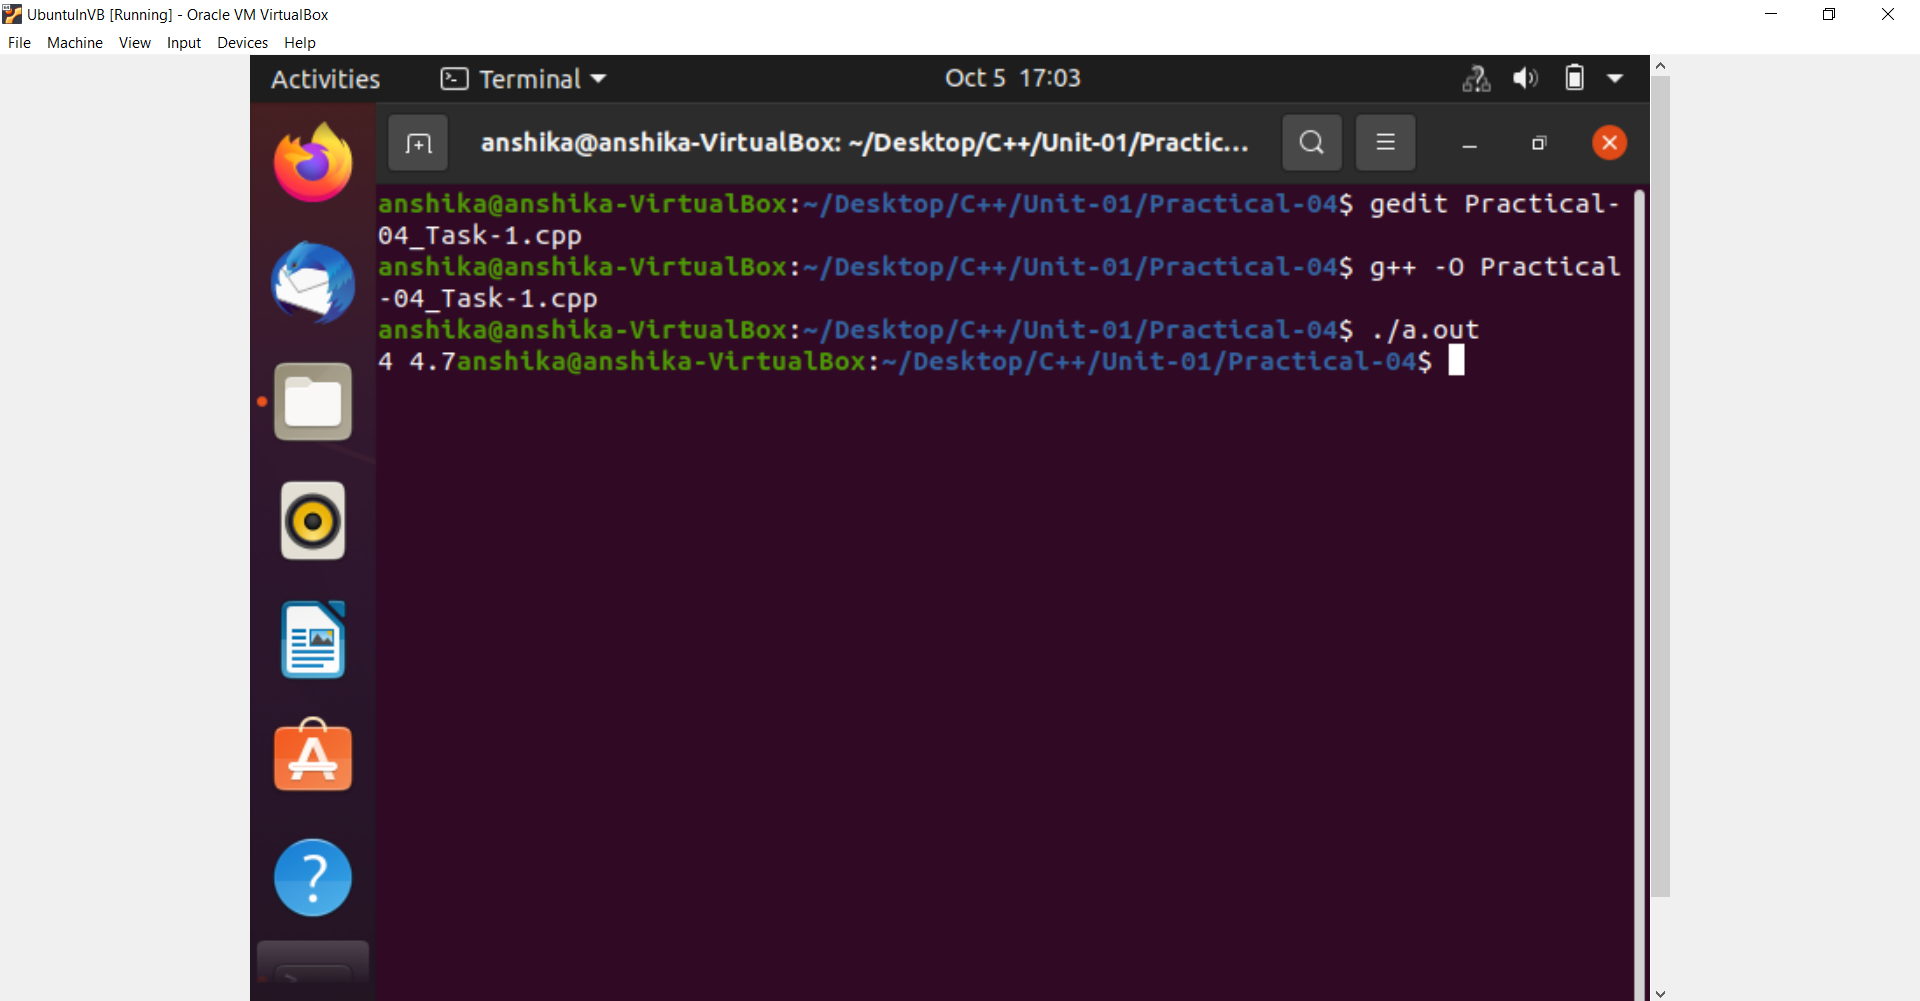 UbuntuInVB [Running] - Oracle VM VirtualBox
File Machine View Input Devices Help
Activities Terminal Oct 5 17:03
anshika@anshika-VirtualBox: ~/Desktop/C++/Unit-01/Practic...
anshika@anshika-VirtualBox:~/Desktop/C++/Unit-01/Practical-04$ gedit Practical-
04_Task-1.cpp
anshika@anshika-VirtualBox:~/Desktop/C++/Unit-01/Practical-04$ g++ -O Practical
-04_Task-1.cpp
anshika@anshika-VirtualBox:~/Desktop/C++/Unit-01/Practical-04$ ./a.out
4 4.7anshika@anshika-VirtualBox:~/Desktop/C++/Unit-01/Practical-04$